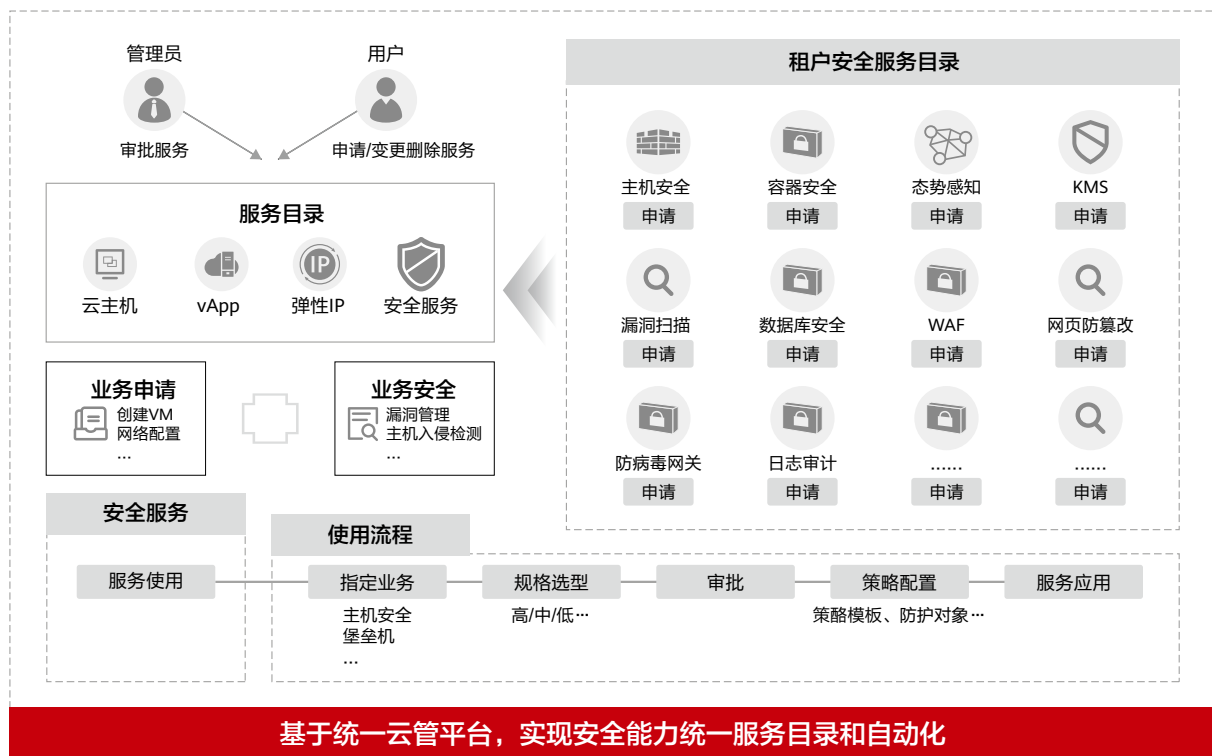 管理员
用户
审批服务
申请/变更删除服务
服务目录
云主机
vApp
IP
弹性IP
安全服务
业务申请
创建VM
网络配置
...
业务安全
漏洞管理
主机入侵检测
...
租户安全服务目录
主机安全
容器安全
态势感知
KMS
申请
申请
申请
申请
漏洞扫描
数据库安全
WAF
网页防篡改
申请
申请
申请
申请
防病毒网关
日志审计
......
......
申请
申请
申请
申请
安全服务
服务使用
使用流程
指定业务
规格选型
审批
策略配置
服务应用
主机安全
堡垒机
...
高/中/低…
策略模板、防护对象…
基于统一云管平台，实现安全能力统一服务目录和自动化